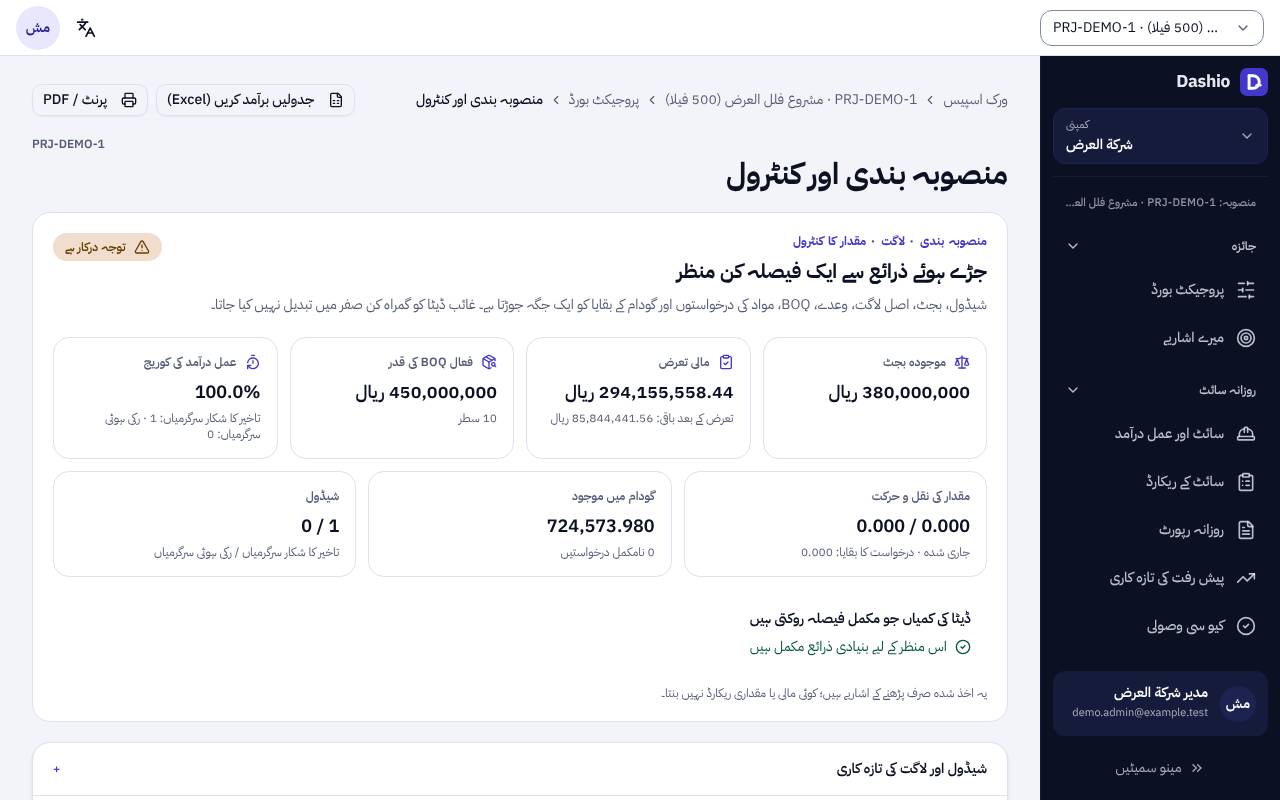 PRJ-DEMO-1 · (500 فیلا) ...
مش
Dashio
کمپنی
شركة العرض
منصوبہ: PRJ-DEMO-1 · مشروع فلل العـ...
جائزہ
پروجیکٹ بورڈ
میرے اشاریے
روزانہ سائٹ
سائٹ اور عمل درآمد
سائٹ کے ریکارڈ
روزانہ رپورٹ
پیش رفت کی تازہ کاری
کیو سی وصولی
مدير شركة العرض
demo.admin@example.test
مش
مینو سمیٹیں
ورک اسپیس › PRJ-DEMO-1 · مشروع فلل العرض (500 فيلا) › پروجیکٹ بورڈ › منصوبہ بندی اور کنٹرول
جدولیں برآمد کریں (Excel)
پرنٹ / PDF
PRJ-DEMO-1
منصوبہ بندی اور کنٹرول
منصوبہ بندی · لاگت · مقدار کا کنٹرول
توجہ درکار ہے
جڑے ہوئے ذرائع سے ایک فیصلہ کن منظر
شیڈول، بجٹ، اصل لاگت، وعدے، BOQ، مواد کی درخواستوں اور گودام کے بقایا کو ایک جگہ جوڑتا ہے۔ غائب ڈیٹا کو گمراہ کن صفر میں تبدیل نہیں کیا جاتا۔
موجودہ بجٹ
380,000,000 ریال
مالی تعرض
294,155,558.44 ریال
تعرض کے بعد باقی: 85,844,441.56 ریال
فعال BOQ کی قدر
450,000,000 ریال
10 سطر
عمل درآمد کی کوریج
100.0%
تاخیر کا شکار سرگرمیاں: 1 · رکی ہوئی
سرگرمیاں: 0
مقدار کی نقل و حرکت
0.000 / 0.000
جاری شدہ · درخواست کا بقایا: 0.000
گودام میں موجود
724,573.980
0 نامکمل درخواستیں
شیڈول
0 / 1
تاخیر کا شکار سرگرمیاں / رکی ہوئی سرگرمیاں
ڈیٹا کی کمیاں جو مکمل فیصلہ روکتی ہیں
اس منظر کے لیے بنیادی ذرائع مکمل ہیں
یہ اخذ شدہ صرف پڑھنے کے اشاریے ہیں؛ کوئی مالی یا مقداری ریکارڈ نہیں بنتا۔
شیڈول اور لاگت کی تازہ کاری
+